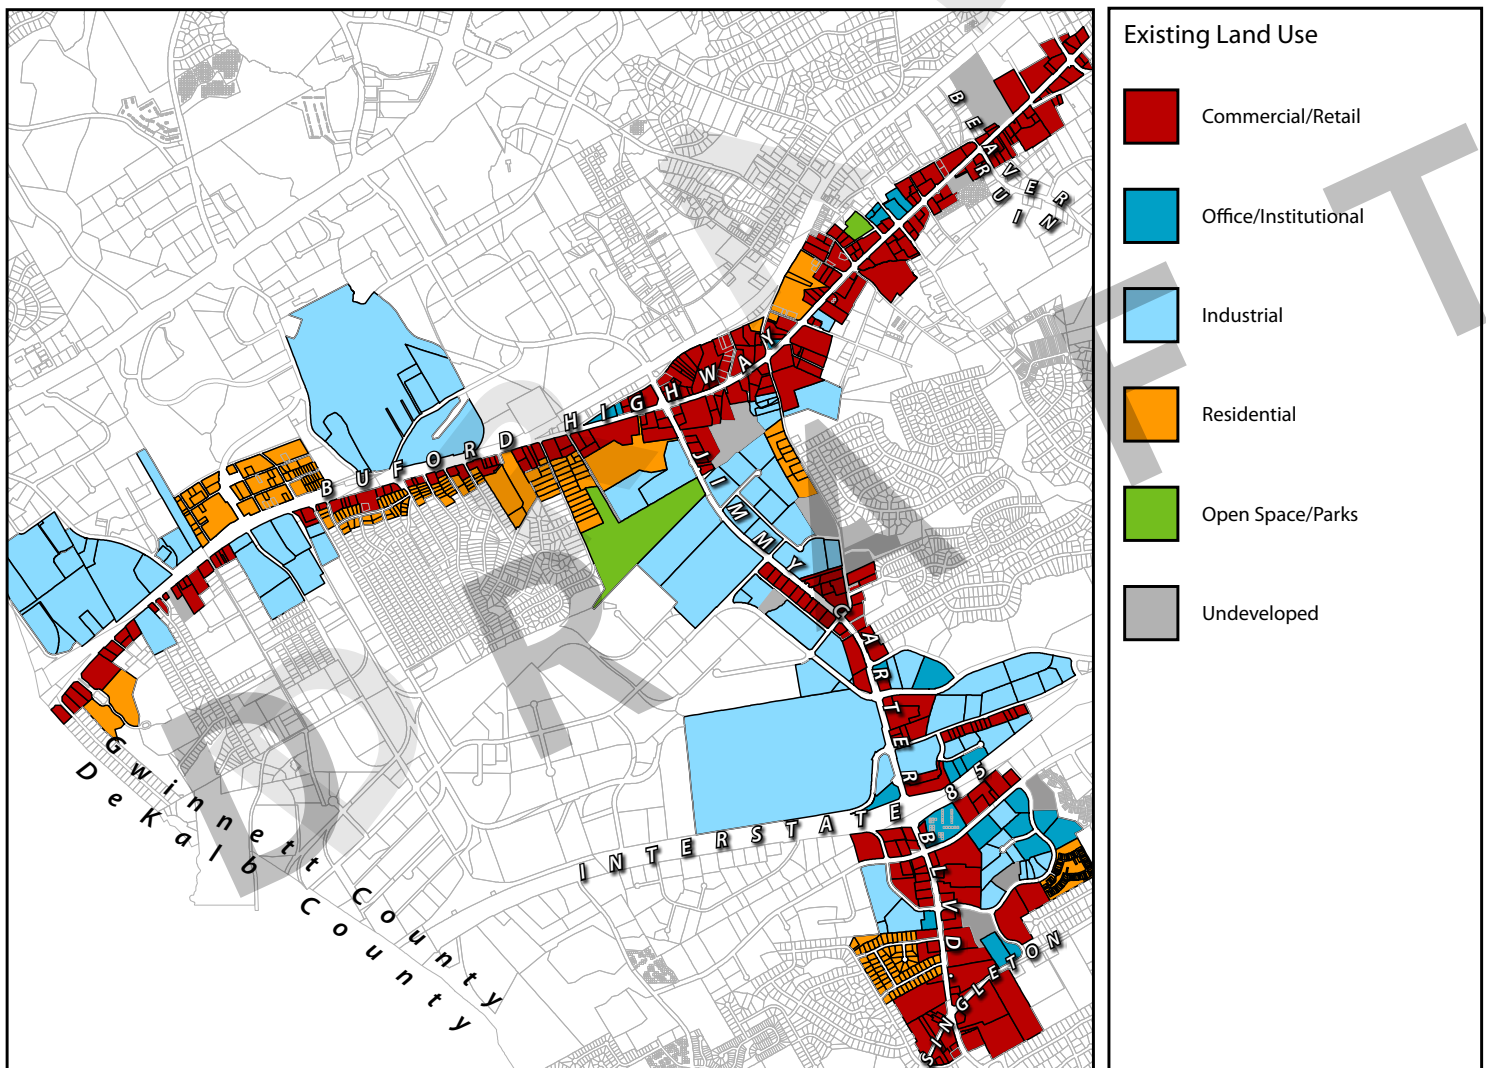 Existing Land Use
Commercial/Retail
Office/Institutional
Industrial
Residential
Open Space/Parks
Undeveloped
BEAVER RUIN
BUFORD HIGHWAY
JIMMY CARTER BLVD.
INTERSTATE 85
SINGLETON
Gwinnett County
DeKalb County
DRAFT